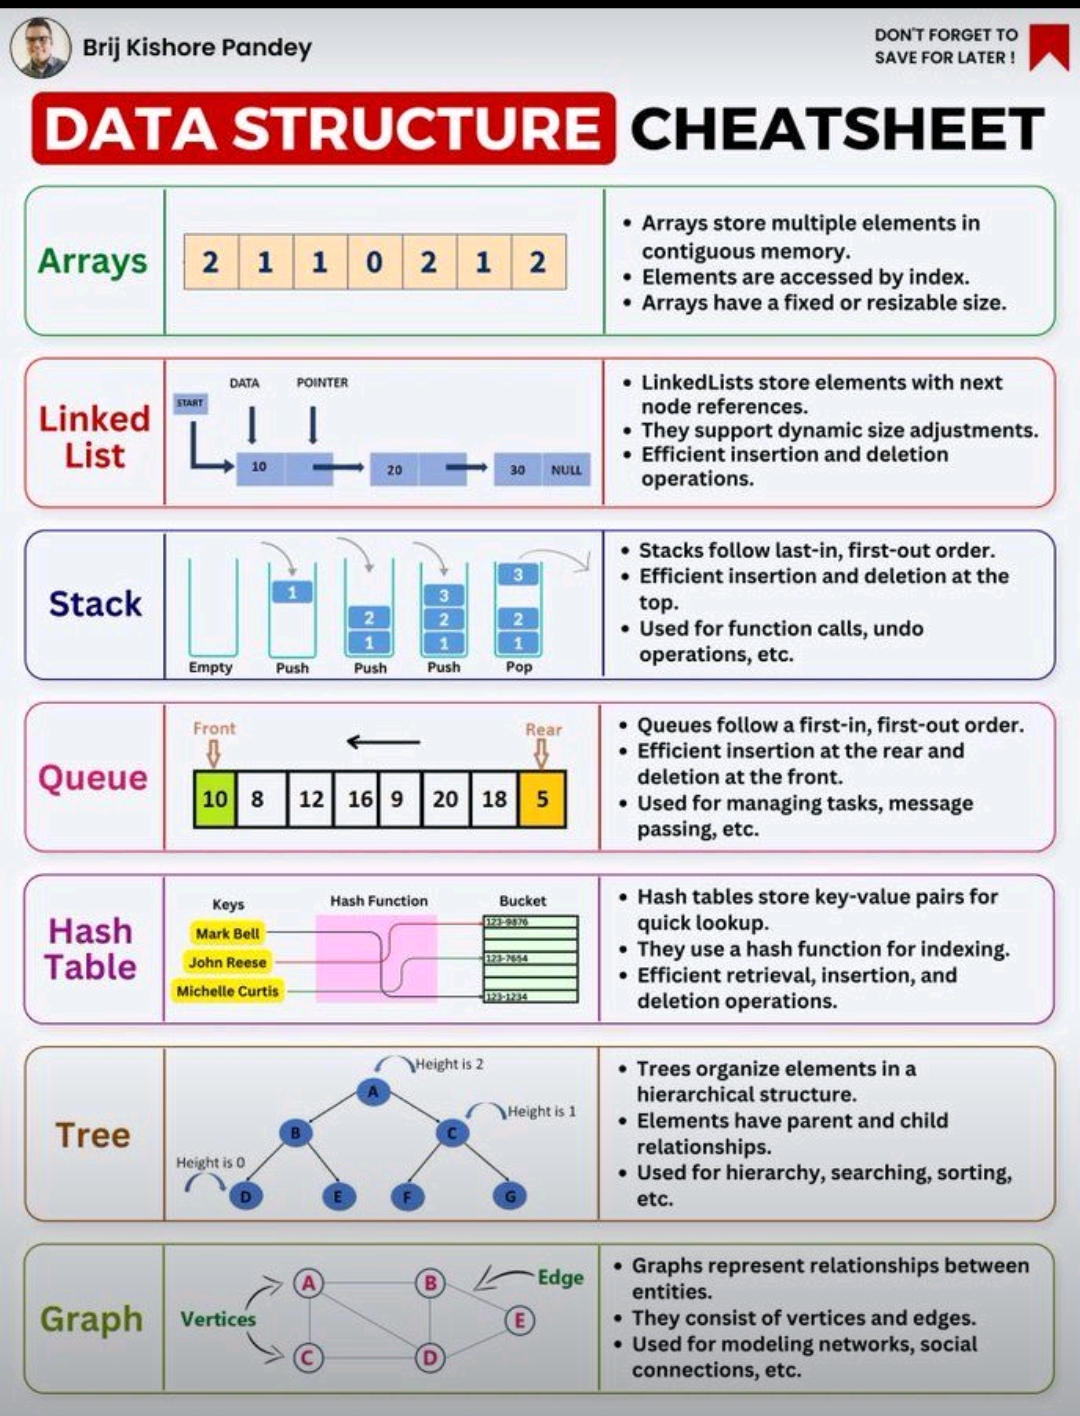 Brij Kishore Pandey
DON'T FORGET TO
SAVE FOR LATER !
DATA STRUCTURE CHEATSHEET
Arrays
2 1 1 0 2 1 2
• Arrays store multiple elements in
contiguous memory.
• Elements are accessed by index.
• Arrays have a fixed or resizable size.
Linked
List
DATA POINTER
START
10 20 30 NULL
• LinkedLists store elements with next
node references.
• They support dynamic size adjustments.
• Efficient insertion and deletion
operations.
Stack
1
2
1
3
2
1
3
2
1
Empty Push Push Push Pop
• Stacks follow last-in, first-out order.
• Efficient insertion and deletion at the
top.
• Used for function calls, undo
operations, etc.
Queue
Front Rear
10 8 12 16 9 20 18 5
• Queues follow a first-in, first-out order.
• Efficient insertion at the rear and
deletion at the front.
• Used for managing tasks, message
passing, etc.
Hash
Table
Keys Hash Function Bucket
Mark Bell
John Reese
Michelle Curtis
123-9876
123-7654
123-1234
• Hash tables store key-value pairs for
quick lookup.
• They use a hash function for indexing.
• Efficient retrieval, insertion, and
deletion operations.
Tree
Height is 2
A
Height is 1
B C
Height is 0
D E F G
• Trees organize elements in a
hierarchical structure.
• Elements have parent and child
relationships.
• Used for hierarchy, searching, sorting,
etc.
Graph
Vertices
A B
Edge
E
C D
• Graphs represent relationships between
entities.
• They consist of vertices and edges.
• Used for modeling networks, social
connections, etc.